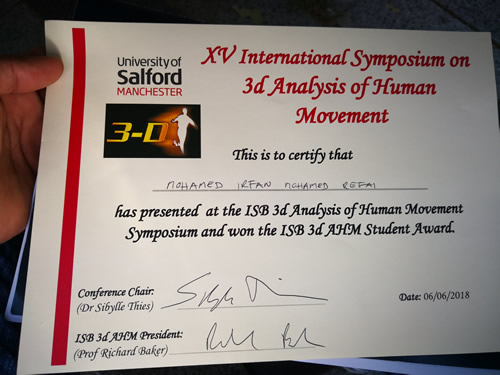 University of
Salford
MANCHESTER
XV International Symposium on
3d Analysis of Human
Movement
3-D
This is to certify that
MOHAMED IRFAN MOHAMED REFAI
has presented at the ISB 3d Analysis of Human Movement
Symposium and won the ISB 3d AHM Student Award.
Conference Chair:
(Dr Sibylle Thies)
Date: 06/06/2018
ISB 3d AHM President:
(Prof Richard Baker)